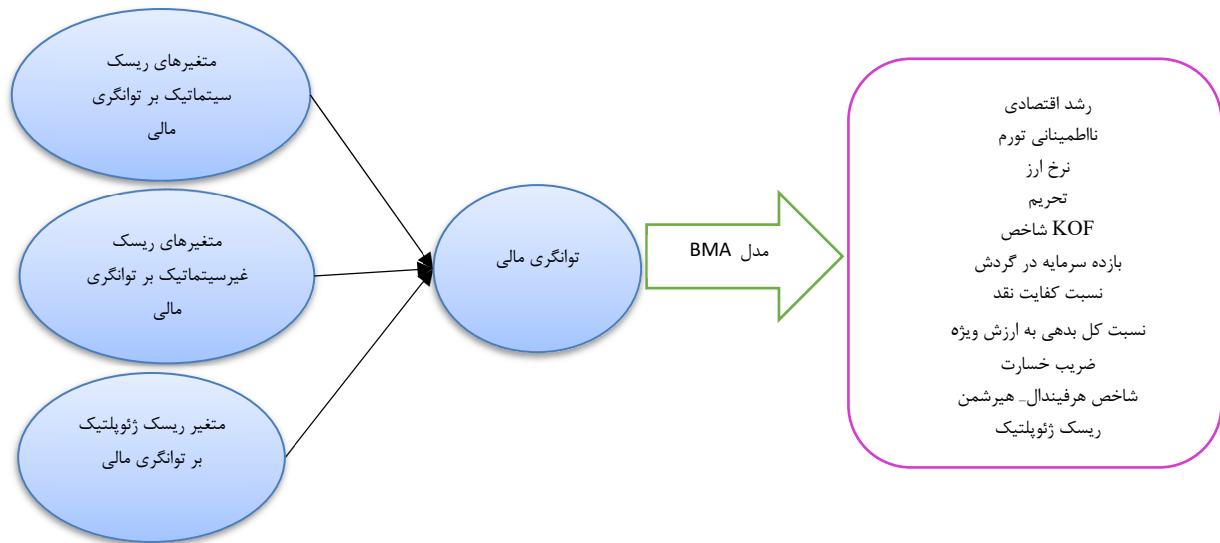 متغیرهای ریسک
سیتماتیک بر توانگری
مالی
متغیرهای ریسک
غیرسیتماتیک بر توانگری
مالی
متغیر ریسک ژئوپلتیک
بر توانگری مالی
توانگری مالی
مدل BMA
رشد اقتصادی
نااطمینانی تورم
نرخ ارز
تحریم
شاخص KOF
بازده سرمایه در گردش
نسبت کفایت نقد
نسبت کل بدهی به ارزش ویژه
ضریب خسارت
شاخص هرفیندال_ هیرشمن
ریسک ژئوپلتیک